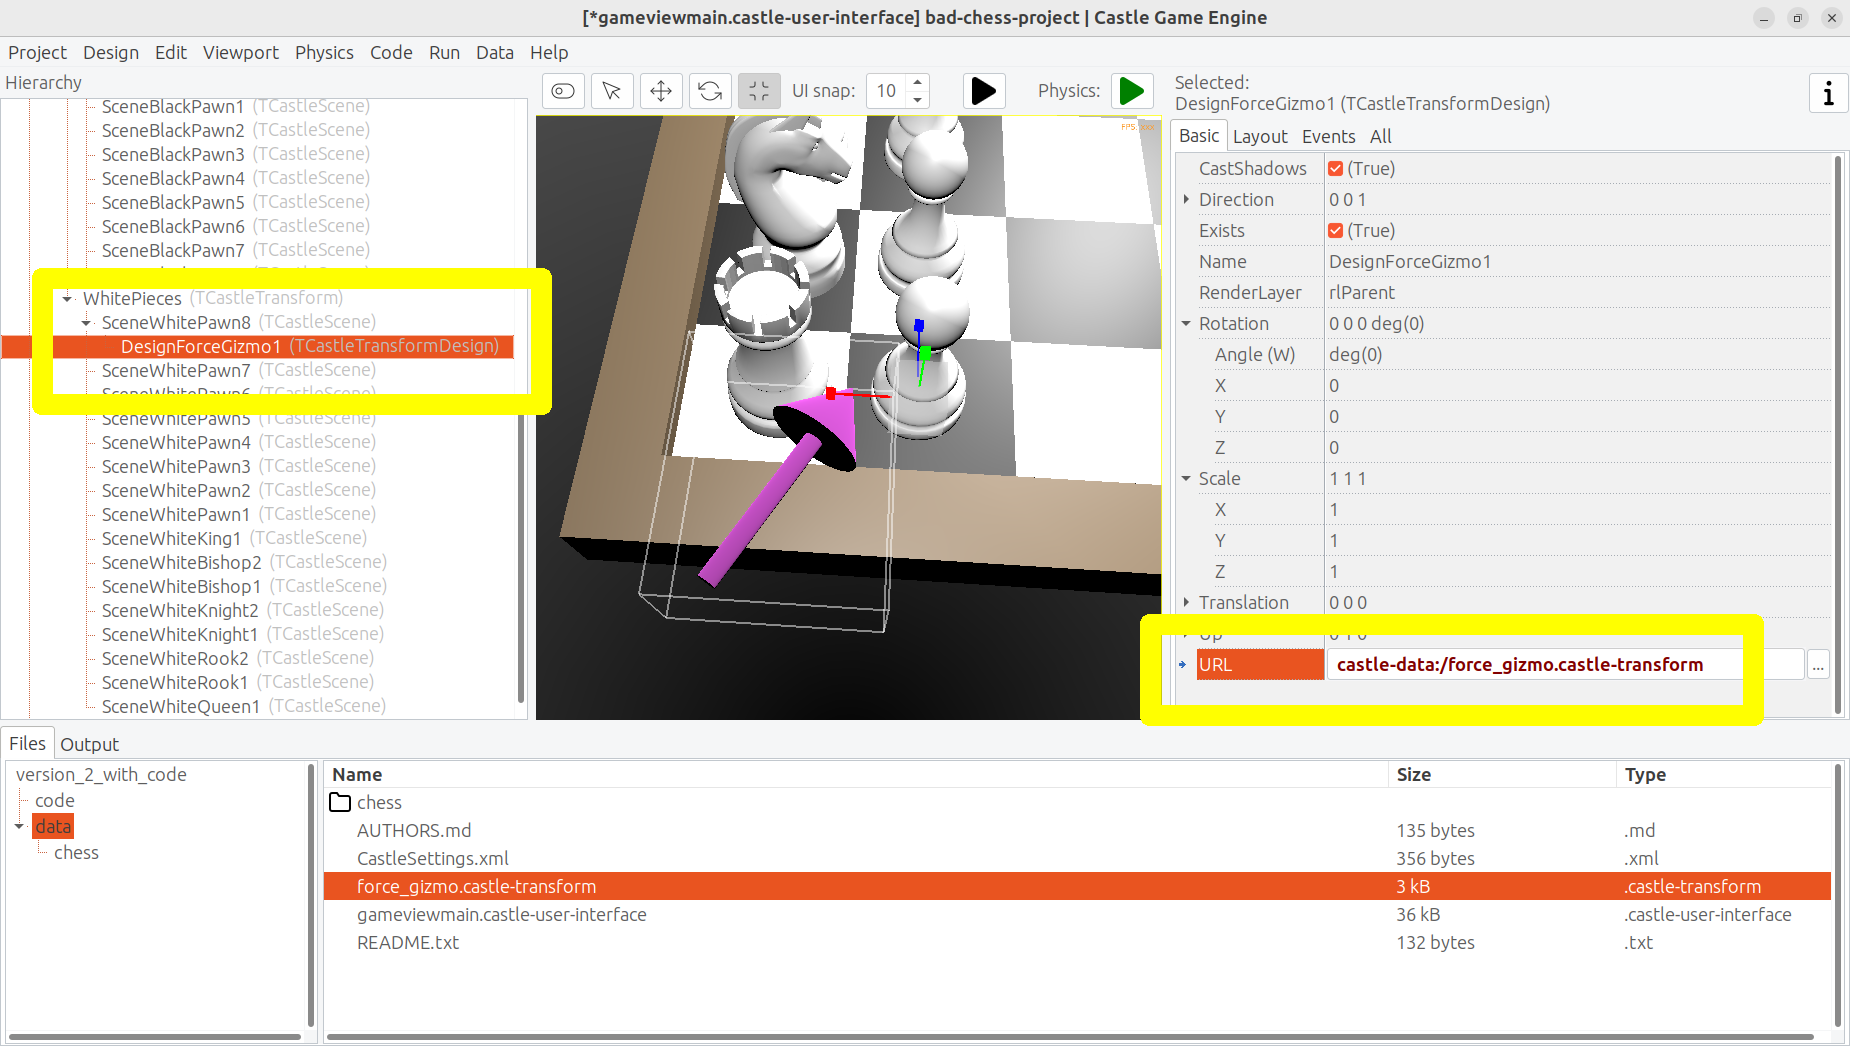 [*gameviewmain.castle-user-interface] bad-chess-project | Castle Game Engine
Project Design Edit Viewport Physics Code Run Data Help
Hierarchy
SceneBlackPawn1 (TCastleScene)
SceneBlackPawn2 (TCastleScene)
SceneBlackPawn3 (TCastleScene)
SceneBlackPawn4 (TCastleScene)
SceneBlackPawn5 (TCastleScene)
SceneBlackPawn6 (TCastleScene)
SceneBlackPawn7 (TCastleScene)
WhitePieces (TCastleTransform)
SceneWhitePawn8 (TCastleScene)
DesignForceGizmo1 (TCastleTransformDesign)
SceneWhitePawn7 (TCastleScene)
SceneWhitePawn6 (TCastleScene)
SceneWhitePawn5 (TCastleScene)
SceneWhitePawn4 (TCastleScene)
SceneWhitePawn3 (TCastleScene)
SceneWhitePawn2 (TCastleScene)
SceneWhitePawn1 (TCastleScene)
SceneWhiteKing1 (TCastleScene)
SceneWhiteBishop2 (TCastleScene)
SceneWhiteBishop1 (TCastleScene)
SceneWhiteKnight2 (TCastleScene)
SceneWhiteKnight1 (TCastleScene)
SceneWhiteRook2 (TCastleScene)
SceneWhiteRook1 (TCastleScene)
SceneWhiteQueen1 (TCastleScene)
UI snap: 10 Physics:
FPS: xxx
Selected:
DesignForceGizmo1 (TCastleTransformDesign)
Basic Layout Events All
CastShadows (True)
Direction 0 0 1
Exists (True)
Name DesignForceGizmo1
RenderLayer rlParent
Rotation 0 0 0 deg(0)
Angle (W) deg(0)
X 0
Y 0
Z 0
Scale 1 1 1
X 1
Y 1
Z 1
Translation 0 0 0
Up 0 1 0
URL castle-data:/force_gizmo.castle-transform ...
Files Output
version_2_with_code
code
data
chess
Name Size Type
chess
AUTHORS.md 135 bytes .md
CastleSettings.xml 356 bytes .xml
force_gizmo.castle-transform 3 kB .castle-transform
gameviewmain.castle-user-interface 36 kB .castle-user-interface
README.txt 132 bytes .txt